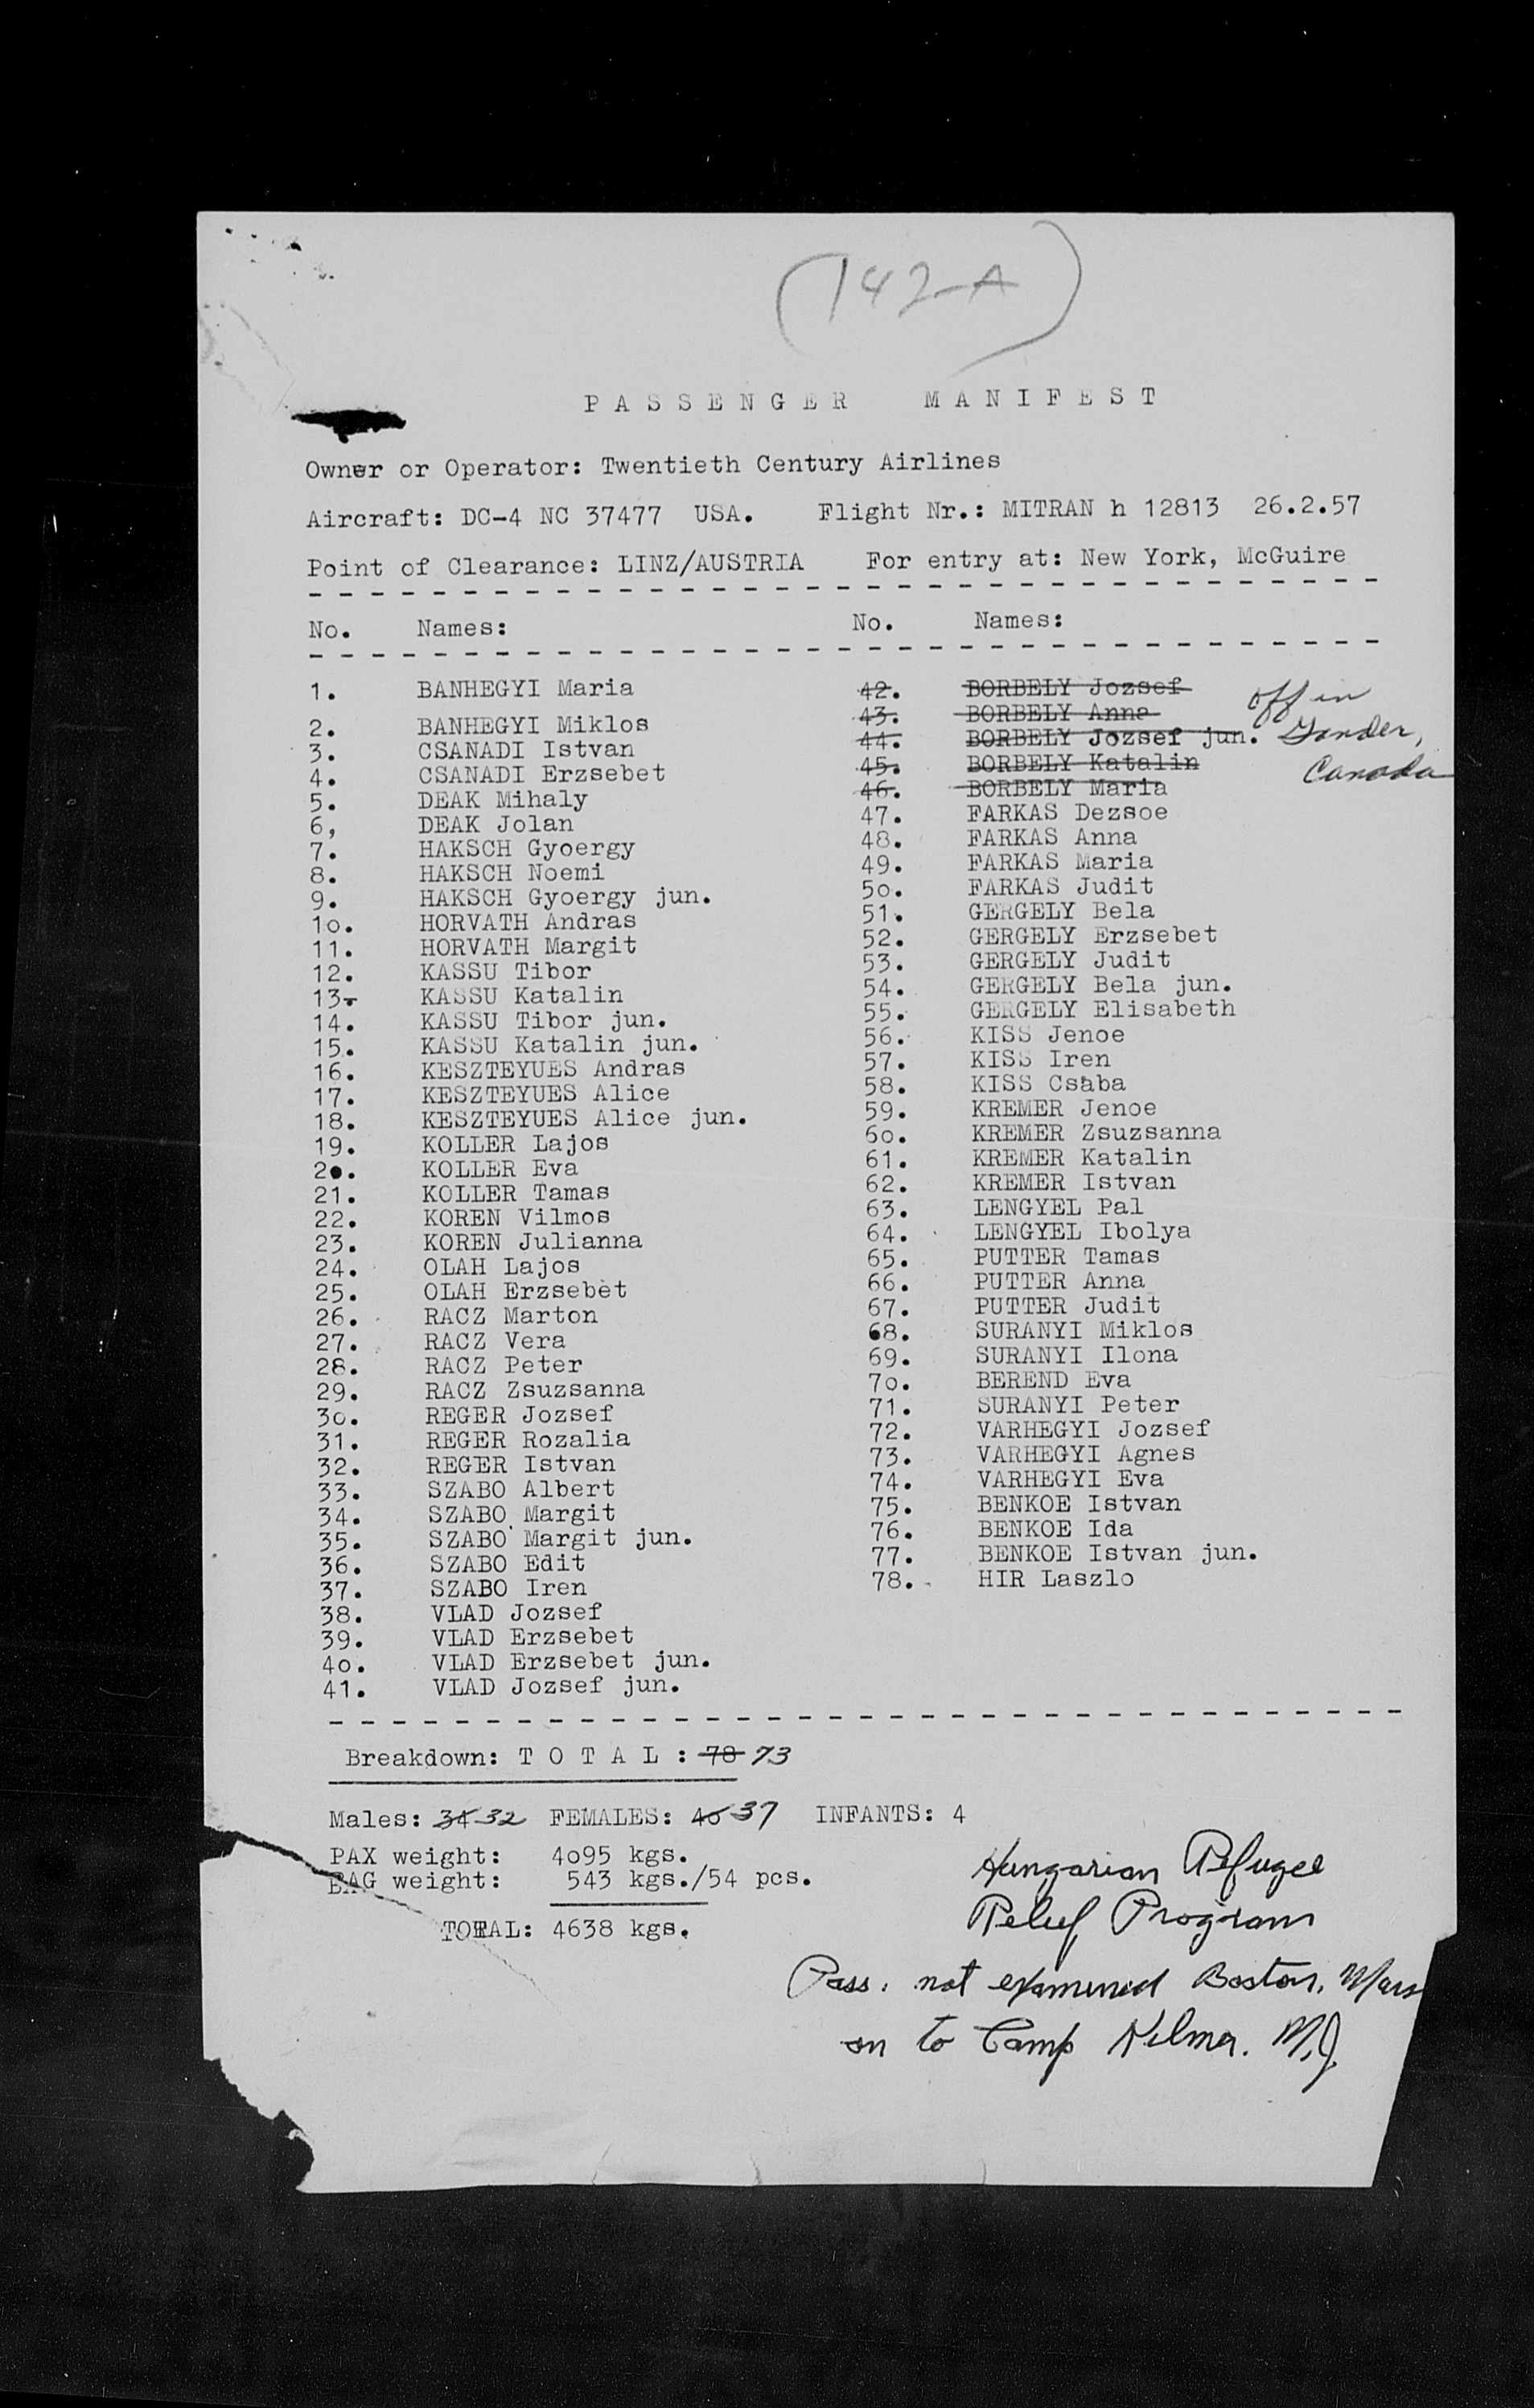 (142-A)
PASSENGER MANIFEST
Owner or Operator: Twentieth Century Airlines
Aircraft: DC-4 NC 37477 USA. Flight Nr.: MITRAN h 12813 26.2.57
Point of Clearance: LINZ/AUSTRIA For entry at: New York, McGuire
No. Names: No. Names:
1. BANHEGYI Maria
2. BANHEGYI Miklos
3. CSANADI Istvan
4. CSANADI Erzsebet
5. DEAK Mihaly
6, DEAK Jolan
7. HAKSCH Gyoergy
8. HAKSCH Noemi
9. HAKSCH Gyoergy jun.
1o. HORVATH Andras
11. HORVATH Margit
12. KASSU Tibor
13. KASSU Katalin
14. KASSU Tibor jun.
15. KASSU Katalin jun.
16. KESZTEYUES Andras
17. KESZTEYUES Alice
18. KESZTEYUES Alice jun.
19. KOLLER Lajos
2o. KOLLER Eva
21. KOLLER Tamas
22. KOREN Vilmos
23. KOREN Julianna
24. OLAH Lajos
25. OLAH Erzsebet
26. RACZ Marton
27. RACZ Vera
28. RACZ Peter
29. RACZ Zsuzsanna
3o. REGER Jozsef
31. REGER Rozalia
32. REGER Istvan
33. SZABO Albert
34. SZABO Margit
35. SZABO Margit jun.
36. SZABO Edit
37. SZABO Iren
38. VLAD Jozsef
39. VLAD Erzsebet
4o. VLAD Erzsebet jun.
41. VLAD Jozsef jun.
42. BORBELY Jozsef
43. BORBELY Anna
44. BORBELY Jozsef jun.
45. BORBELY Katalin
46. BORBELY Maria
off in
Gander,
Canada
47. FARKAS Dezsoe
48. FARKAS Anna
49. FARKAS Maria
5o. FARKAS Judit
51. GERGELY Bela
52. GERGELY Erzsebet
53. GERGELY Judit
54. GERGELY Bela jun.
55. GERGELY Elisabeth
56. KISS Jenoe
57. KISS Iren
58. KISS Csaba
59. KREMER Jenoe
6o. KREMER Zsuzsanna
61. KREMER Katalin
62. KREMER Istvan
63. LENGYEL Pal
64. LENGYEL Ibolya
65. PUTTER Tamas
66. PUTTER Anna
67. PUTTER Judit
68. SURANYI Miklos
69. SURANYI Ilona
7o. BEREND Eva
71. SURANYI Peter
72. VARHEGYI Jozsef
73. VARHEGYI Agnes
74. VARHEGYI Eva
75. BENKOE Istvan
76. BENKOE Ida
77. BENKOE Istvan jun.
78. HIR Laszlo
Breakdown: T O T A L : 78 73
Males: 34 32 FEMALES: 4o 37 INFANTS: 4
PAX weight: 4o95 kgs.
BAG weight: 543 kgs./54 pcs.
TOTAL: 4638 kgs.
Hungarian Refugee
Relief Program
Pass. not examined Boston, Mass
on to Camp Kilmer. N.J.